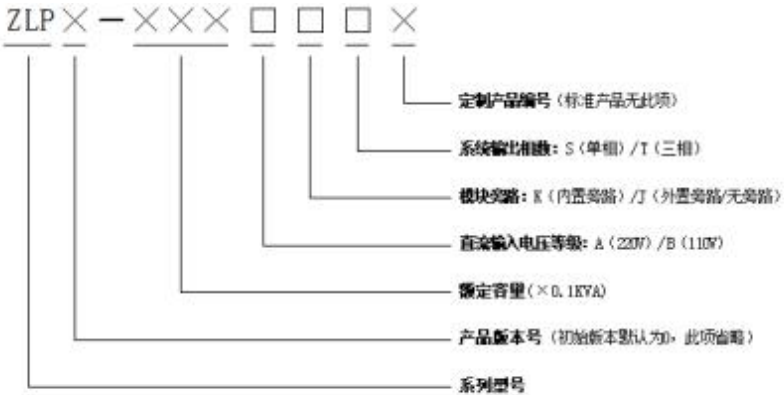 ZLP×-×××□□□×
定制产品编号（标准产品无此项）
系统输出相数：S（单相）/T（三相）
模块旁路：K（内置旁路）/J（外置旁路/无旁路）
直流输入电压等级：A（220V）/B（110V）
额定容量(×0.1KVA)
产品版本号（初始版本默认为0，此项省略）
系列型号